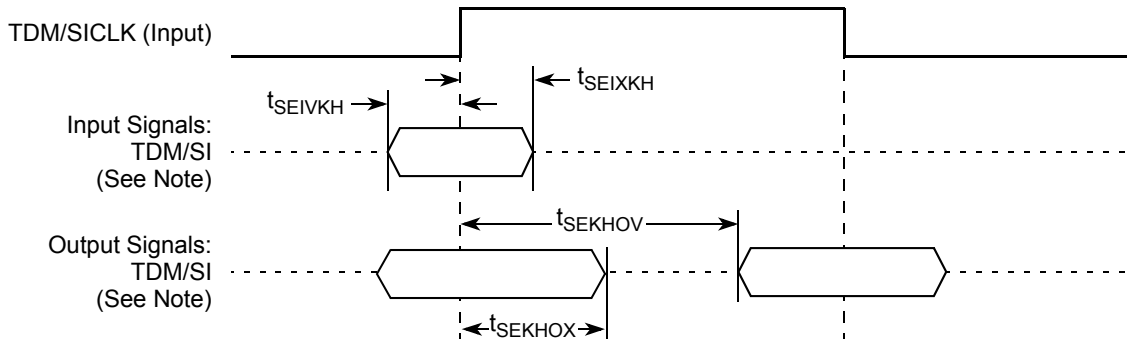 TDM/SICLK (Input)
tSEIXKH
tSEIVKH
Input Signals:
TDM/SI
(See Note)
tSEKHOV
Output Signals:
TDM/SI
(See Note)
tSEKHOX